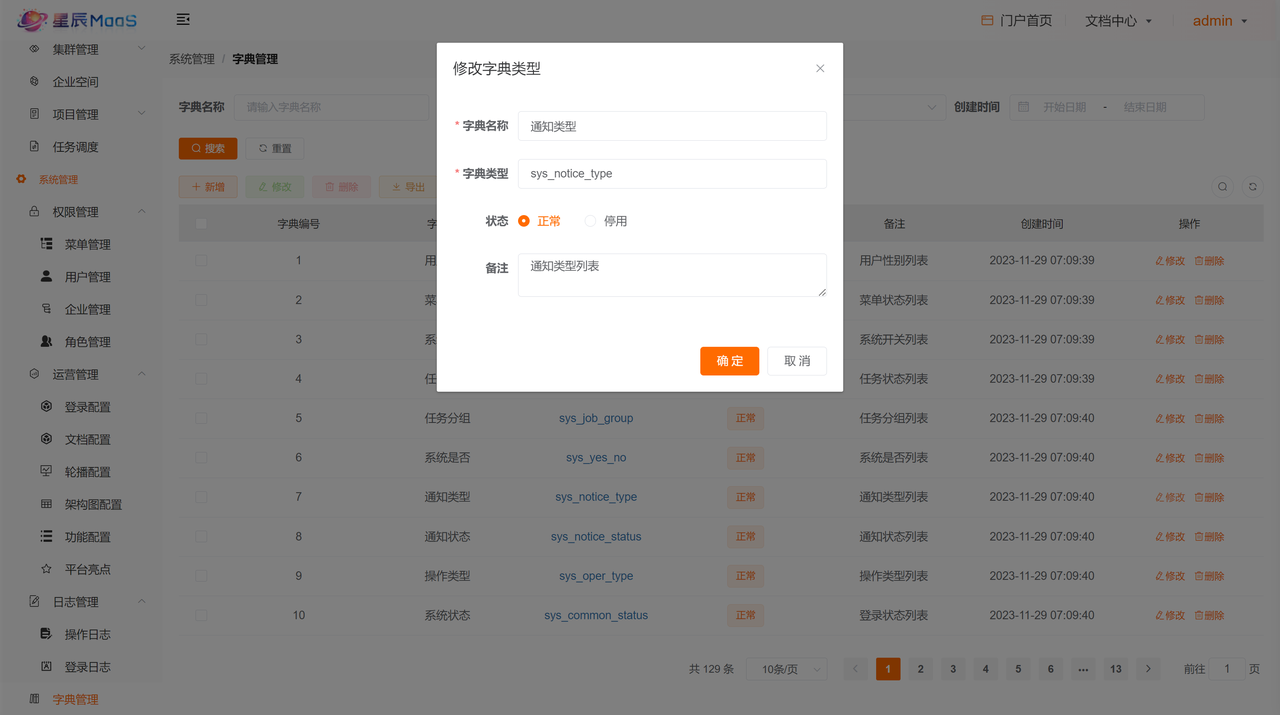 星辰MaaS
门户首页
文档中心
admin
集群管理
企业空间
项目管理
任务调度
系统管理
权限管理
菜单管理
用户管理
企业管理
角色管理
运营管理
登录配置
文档配置
轮播配置
架构图配置
功能配置
平台亮点
日志管理
操作日志
登录日志
字典管理
系统管理 / 字典管理
字典名称 请输入字典名称
创建时间 开始日期 - 结束日期
搜索 重置
新增 修改 删除 导出
修改字典类型
* 字典名称 通知类型
* 字典类型 sys_notice_type
状态 正常 停用
备注 通知类型列表
确 定 取 消
字典编号 字 备注 创建时间 操作
1 用 用户性别列表 2023-11-29 07:09:39 修改 删除
2 菜 菜单状态列表 2023-11-29 07:09:39 修改 删除
3 系 系统开关列表 2023-11-29 07:09:39 修改 删除
4 任 任务状态列表 2023-11-29 07:09:39 修改 删除
5 任务分组 sys_job_group 正常 任务分组列表 2023-11-29 07:09:40 修改 删除
6 系统是否 sys_yes_no 正常 系统是否列表 2023-11-29 07:09:40 修改 删除
7 通知类型 sys_notice_type 正常 通知类型列表 2023-11-29 07:09:40 修改 删除
8 通知状态 sys_notice_status 正常 通知状态列表 2023-11-29 07:09:40 修改 删除
9 操作类型 sys_oper_type 正常 操作类型列表 2023-11-29 07:09:40 修改 删除
10 系统状态 sys_common_status 正常 登录状态列表 2023-11-29 07:09:40 修改 删除
共 129 条 10条/页 1 2 3 4 5 6 ... 13 前往 1 页